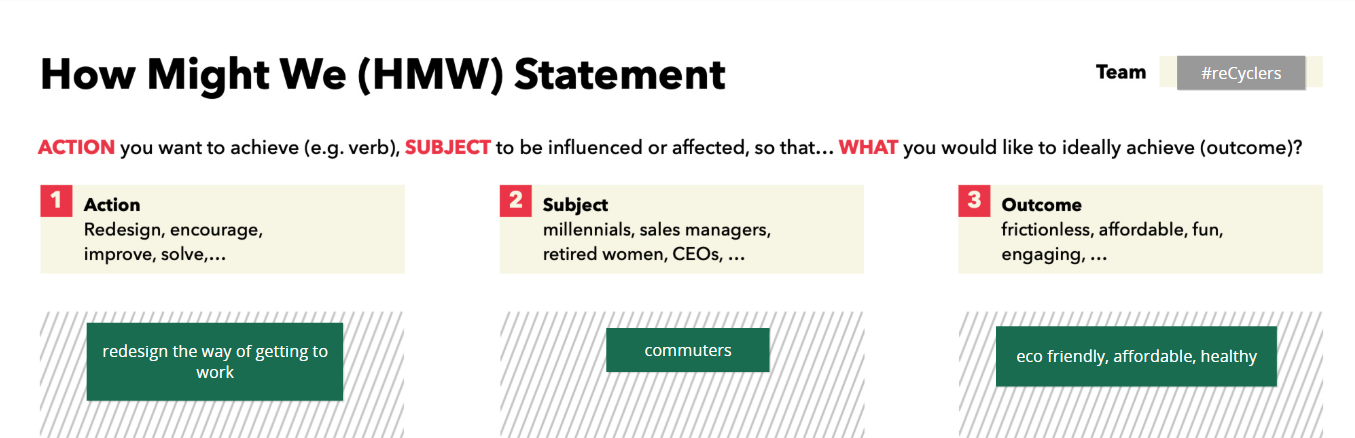 How Might We (HMW) Statement
Team
#reCyclers
ACTION you want to achieve (e.g. verb), SUBJECT to be influenced or affected, so that... WHAT you would like to ideally achieve (outcome)?
1
Action
Redesign, encourage,
improve, solve,...
2
Subject
millennials, sales managers,
retired women, CEOs, ...
3
Outcome
frictionless, affordable, fun,
engaging, ...
redesign the way of getting to
work
commuters
eco friendly, affordable, healthy